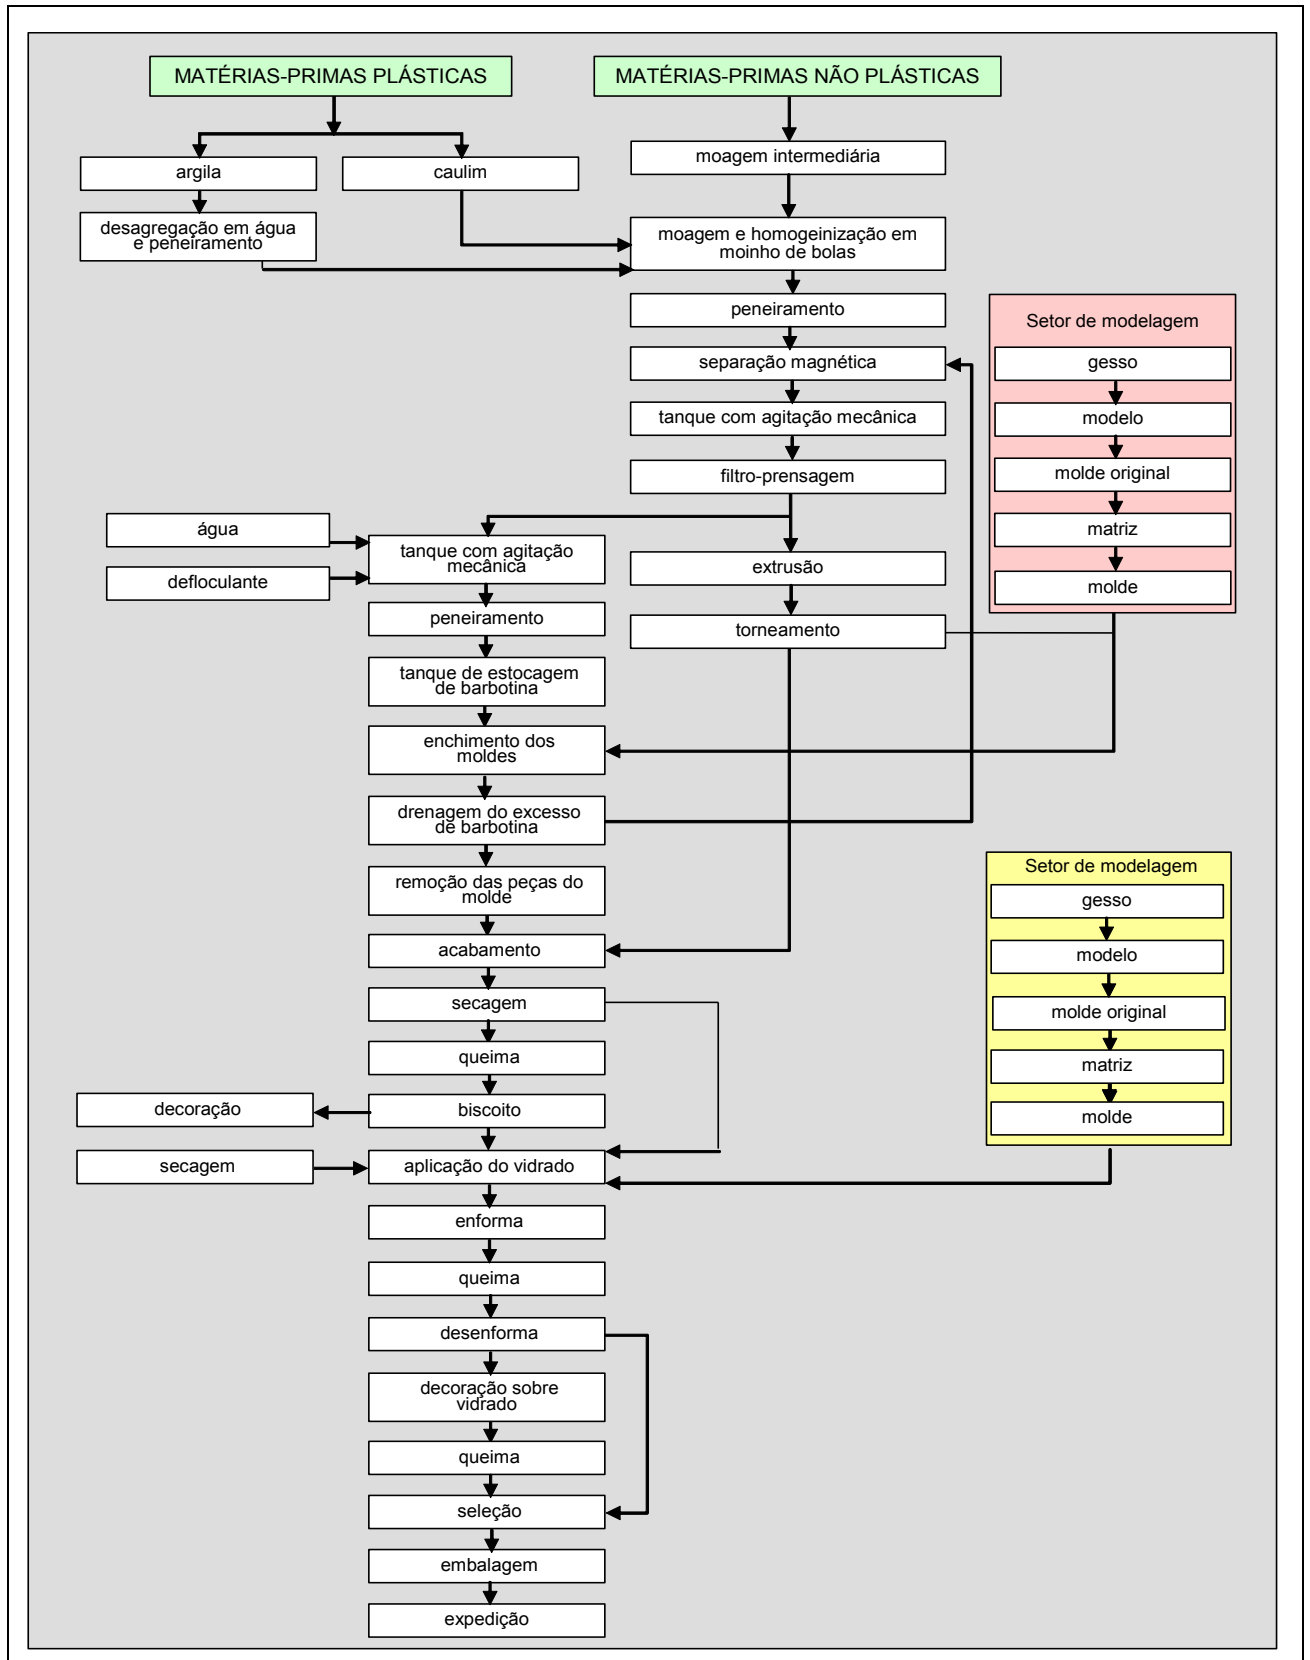 MATÉRIAS-PRIMAS PLÁSTICAS
MATÉRIAS-PRIMAS NÃO PLÁSTICAS
argila
caulim
moagem intermediária
desagregação em água
e peneiramento
moagem e homogeinização em
moinho de bolas
peneiramento
separação magnética
tanque com agitação mecânica
filtro-prensagem
Setor de modelagem
gesso
modelo
molde original
matriz
molde
água
defloculante
tanque com agitação
mecânica
extrusão
peneiramento
torneamento
tanque de estocagem
de barbotina
enchimento dos
moldes
drenagem do excesso
de barbotina
remoção das peças do
molde
acabamento
secagem
queima
decoração
biscoito
secagem
aplicação do vidrado
Setor de modelagem
gesso
modelo
molde original
matriz
molde
enforma
queima
desenforma
decoração sobre
vidrado
queima
seleção
embalagem
expedição